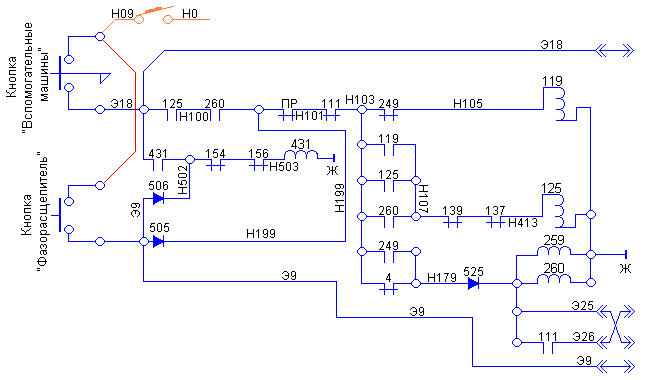 Н09
Н0
Э18
Кнопка
"Вспомогательные
машины"
119
Э18
125
260
Н100
ПР
Н101
111
Н103
249
Н105
431
119
154
156
431
Н502
Н503
Ж
Кнопка
"Фазорасщепитель"
506
125
Н107
Н199
125
Э9
260
139
137
Н413
505
Н199
249
259
260
Ж
Э9
4
Н179
525
Э9
Э25
111
Э26
Э9